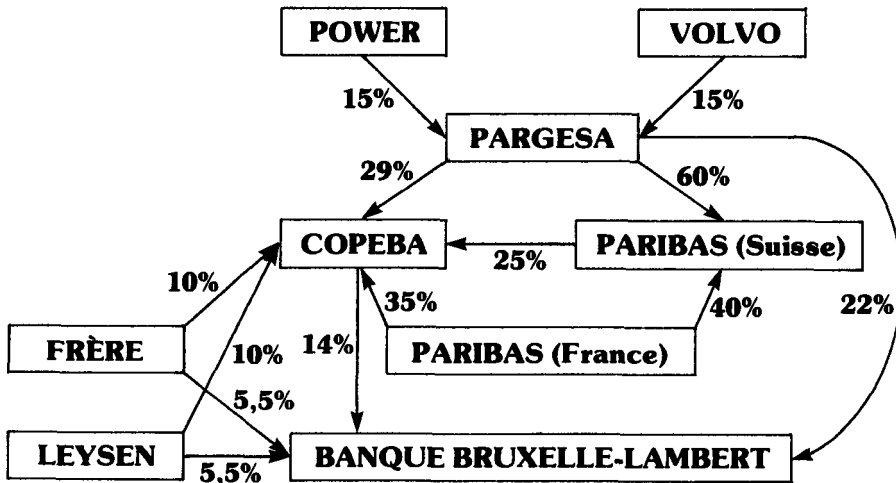 POWER
VOLVO
15%
15%
PARGESA
29%
60%
COPEBA
PARIBAS (Suisse)
25%
10%
35%
40%
22%
FRÈRE
10%
14%
PARIBAS (France)
5,5%
LEYSEN
5,5%
BANQUE BRUXELLE-LAMBERT